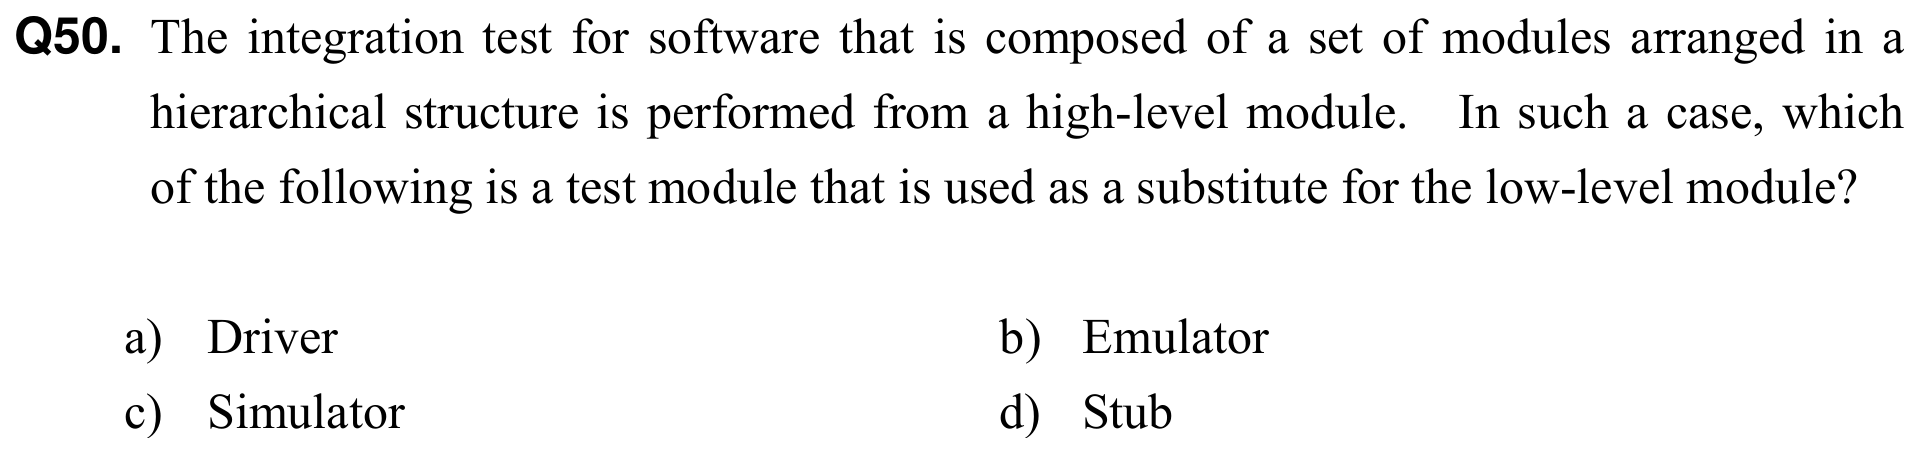 Q50. The integration test for software that is composed of a set of modules arranged in a
hierarchical structure is performed from a high-level module. In such a case, which
of the following is a test module that is used as a substitute for the low-level module?
a) Driver b) Emulator
c) Simulator d) Stub